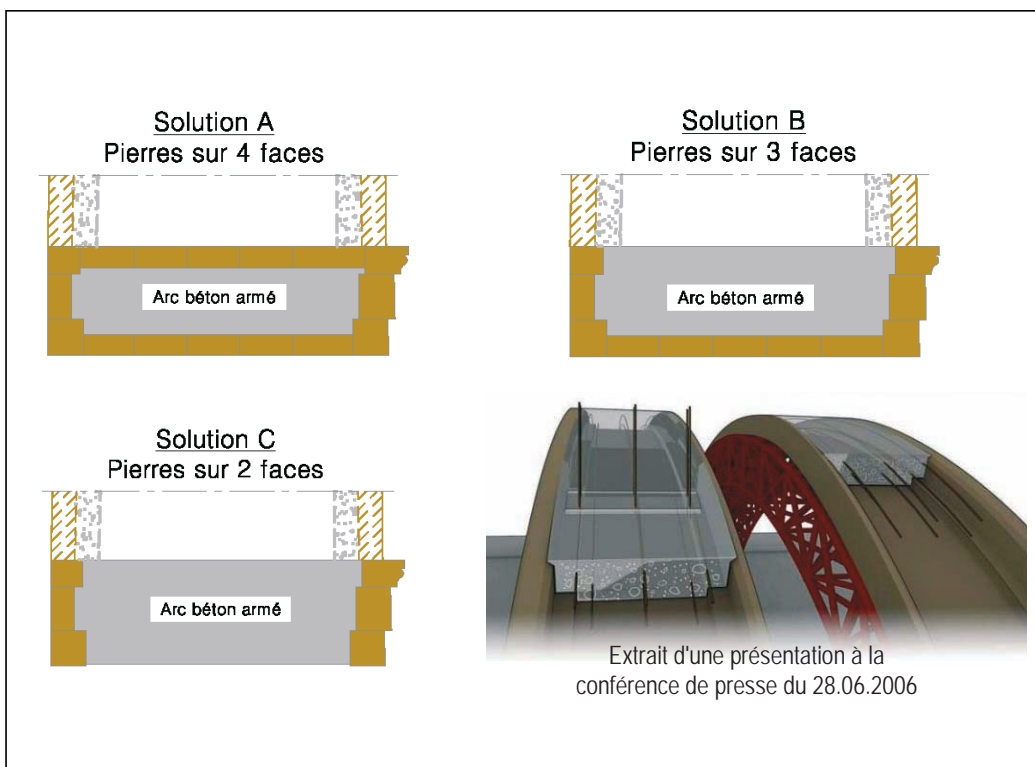 Solution A
Pierres sur 4 faces
Arc béton armé
Solution B
Pierres sur 3 faces
Arc béton armé
Solution C
Pierres sur 2 faces
Arc béton armé
Extrait d'une présentation à la
conférence de presse du 28.06.2006